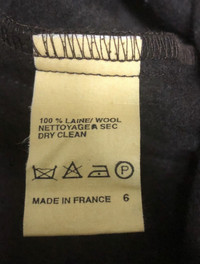 100 % LAINE/ WOOL
NETTOYAGE A SEC
DRY CLEAN
P
MADE IN FRANCE 6